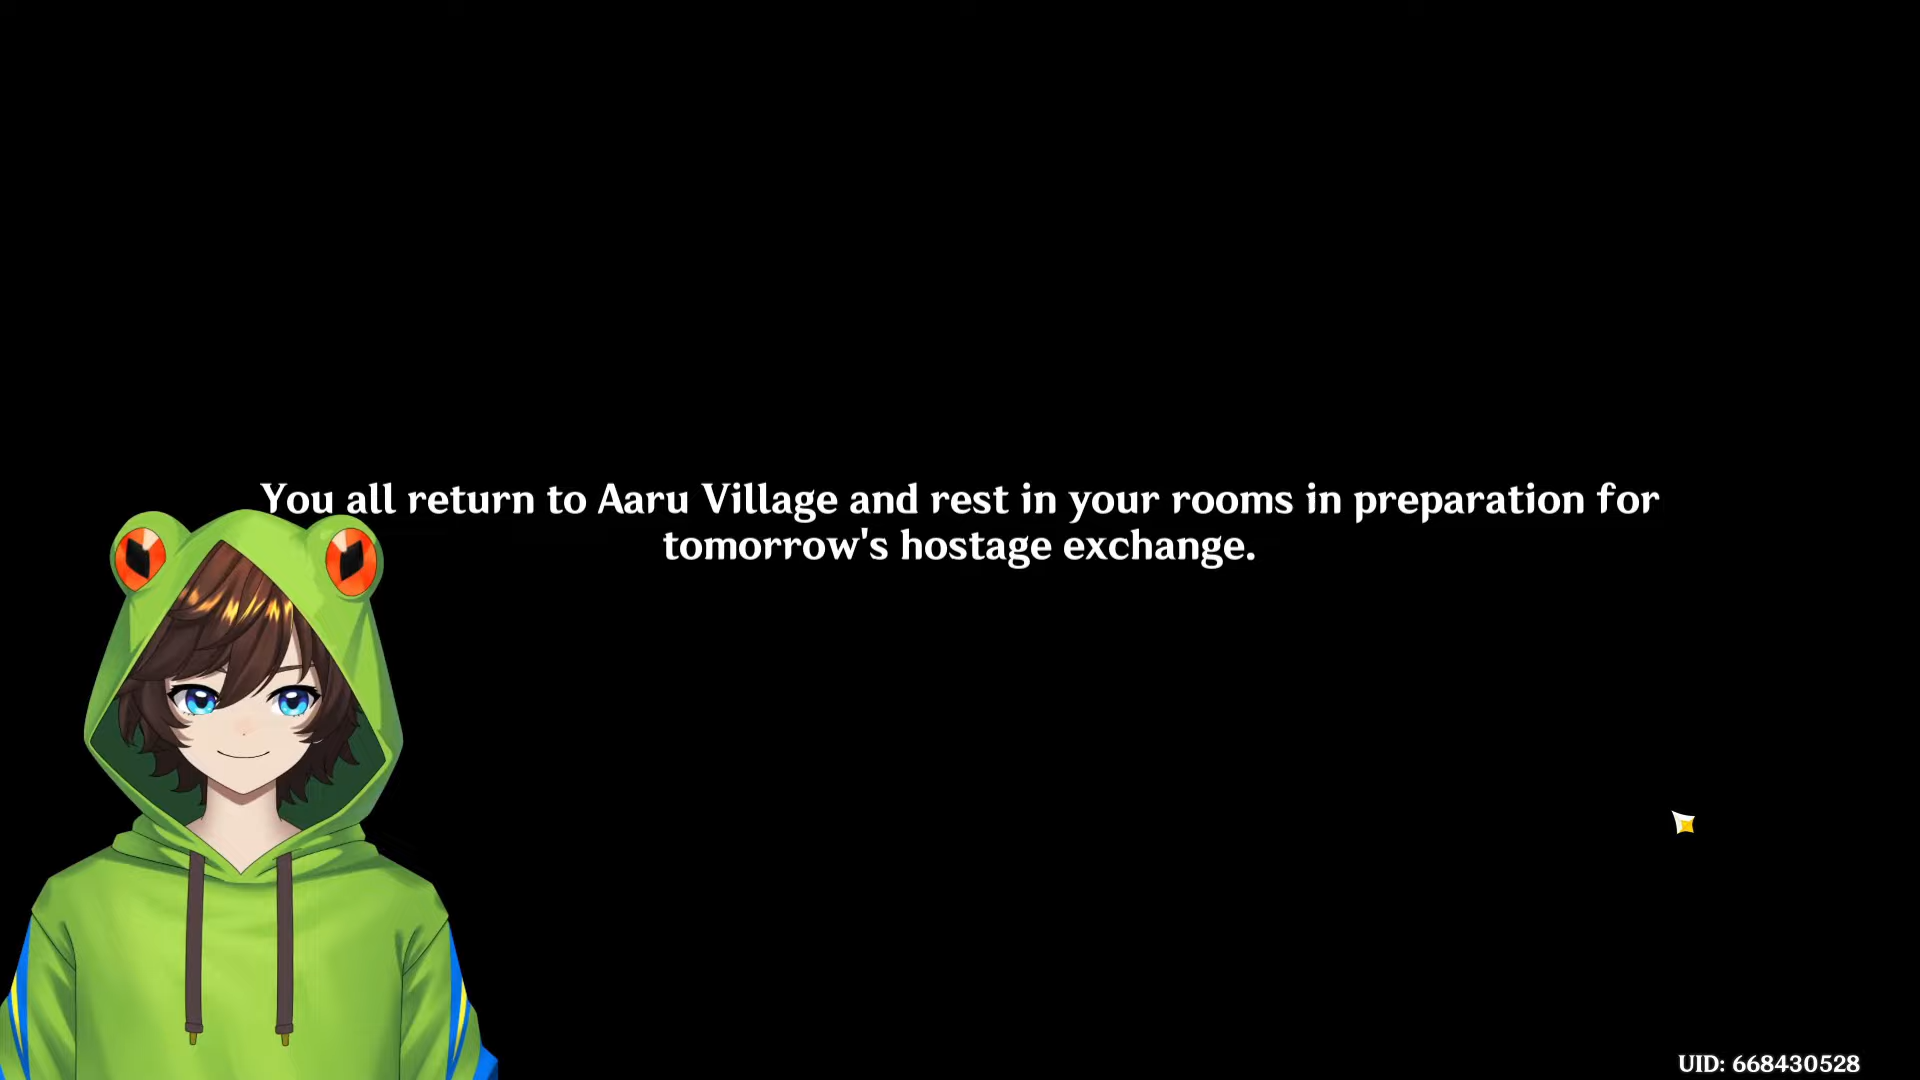 You all return to Aaru Village and rest in your rooms in preparation for
tomorrow's hostage exchange.
UID: 668430528